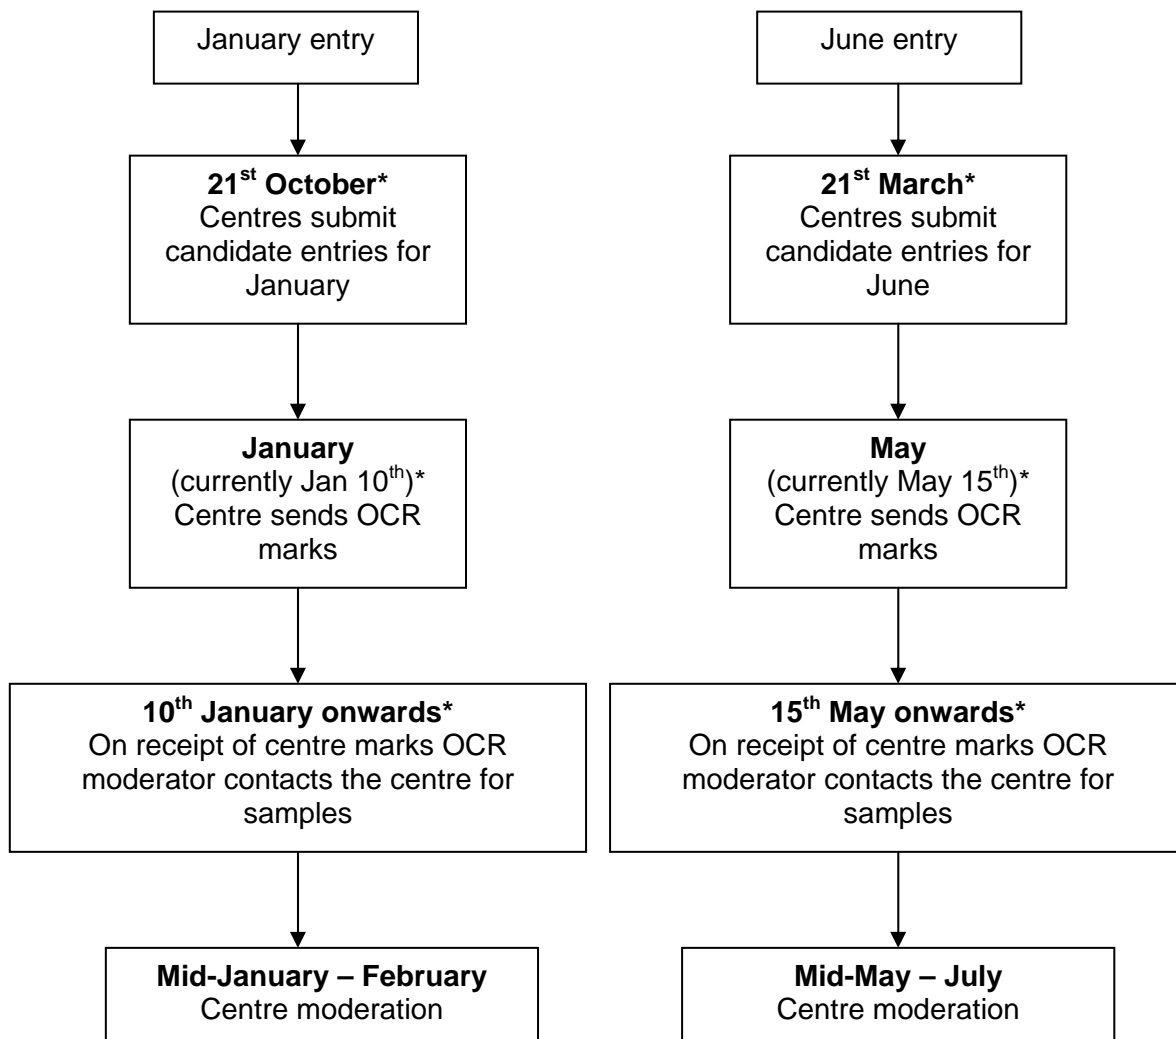 January entry
21st October*
Centres submit
candidate entries for
January
January
(currently Jan 10th)*
Centre sends OCR
marks
10th January onwards*
On receipt of centre marks OCR
moderator contacts the centre for
samples
Mid-January – February
Centre moderation
June entry
21st March*
Centres submit
candidate entries for
June
May
(currently May 15th)*
Centre sends OCR
marks
15th May onwards*
On receipt of centre marks OCR
moderator contacts the centre for
samples
Mid-May – July
Centre moderation